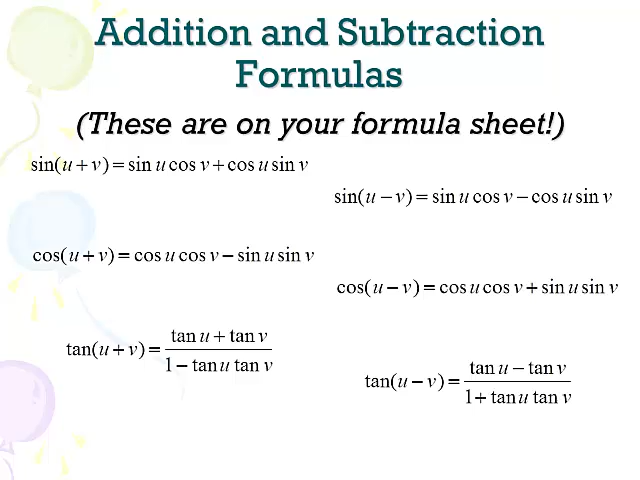 Addition and Subtraction
Formulas
(These are on your formula sheet!)
sin(u + v) = sin u cos v + cos u sin v
sin(u − v) = sin u cos v − cos u sin v
cos(u + v) = cos u cos v − sin u sin v
cos(u − v) = cos u cos v + sin u sin v
tan(u + v) = (tan u + tan v) / (1 − tan u tan v)
tan(u − v) = (tan u − tan v) / (1 + tan u tan v)